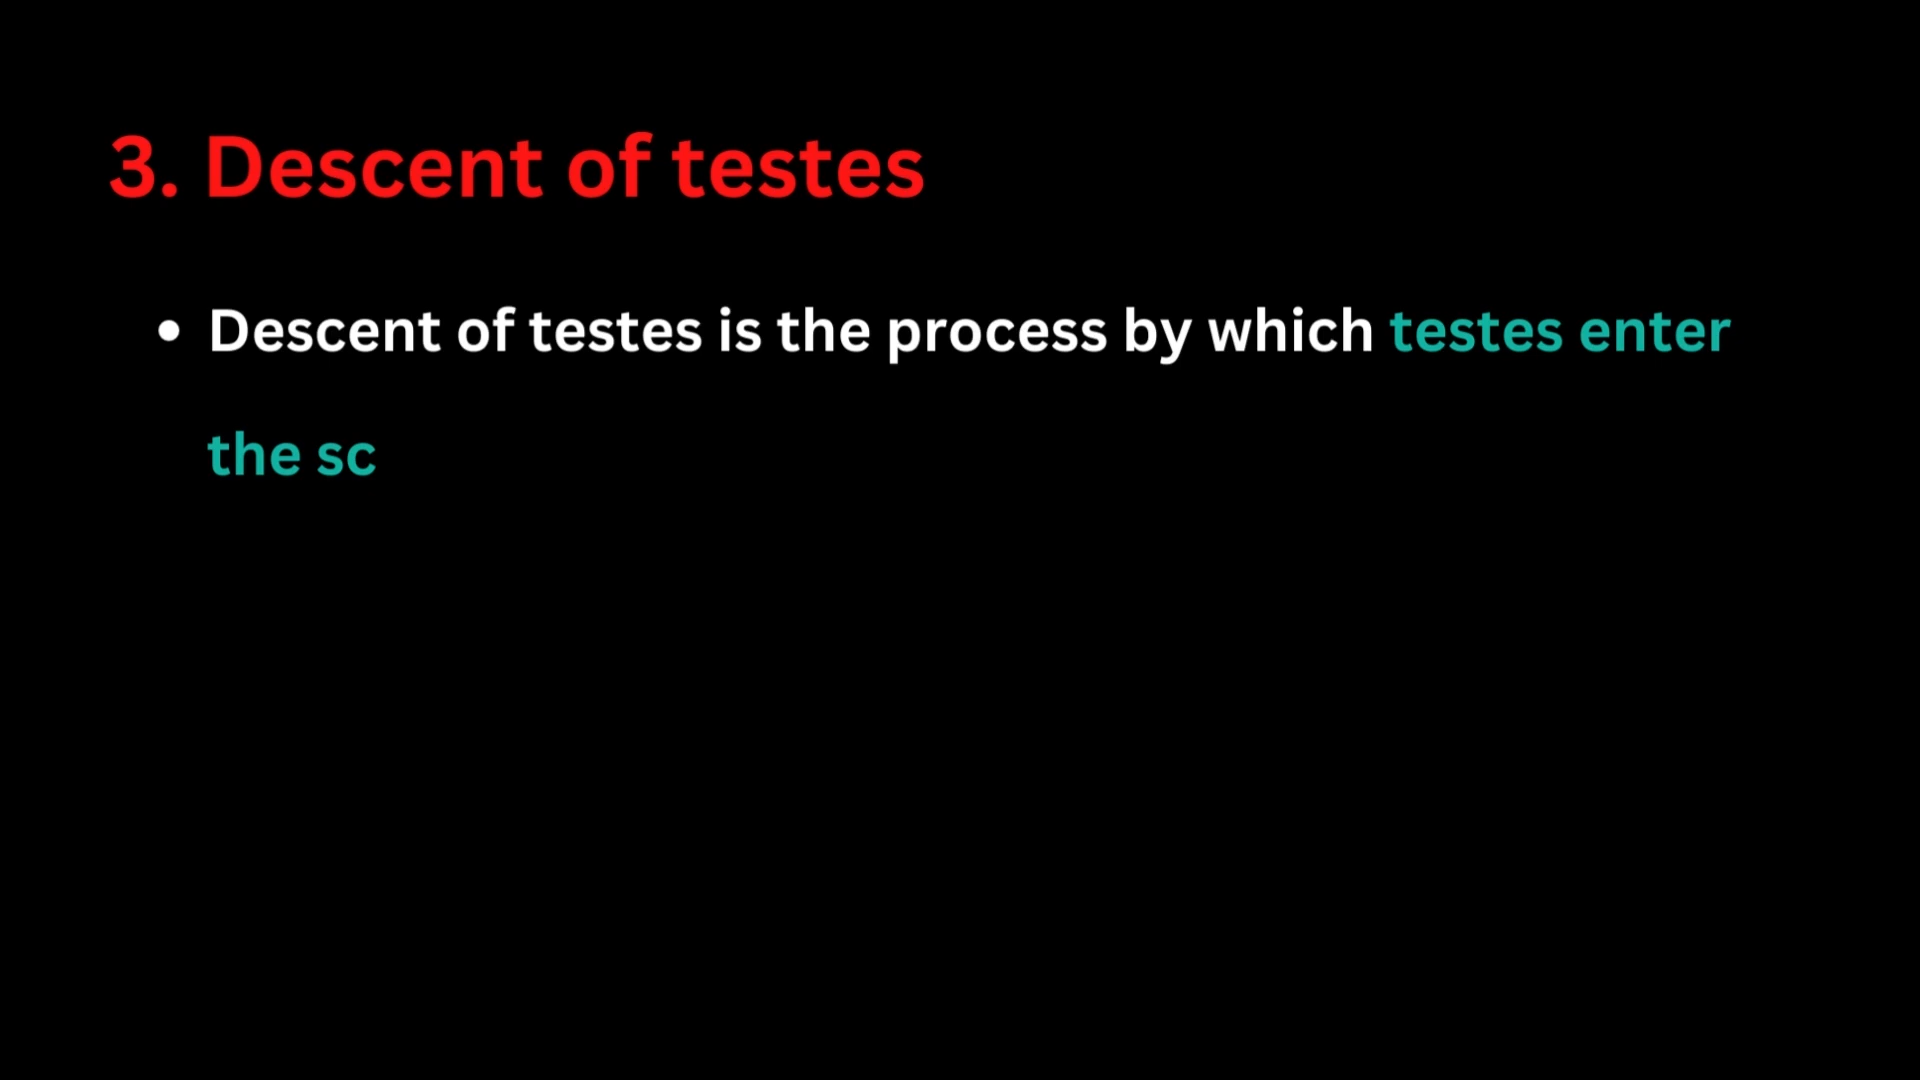 3. Descent of testes
• Descent of testes is the process by which testes enter
the sc